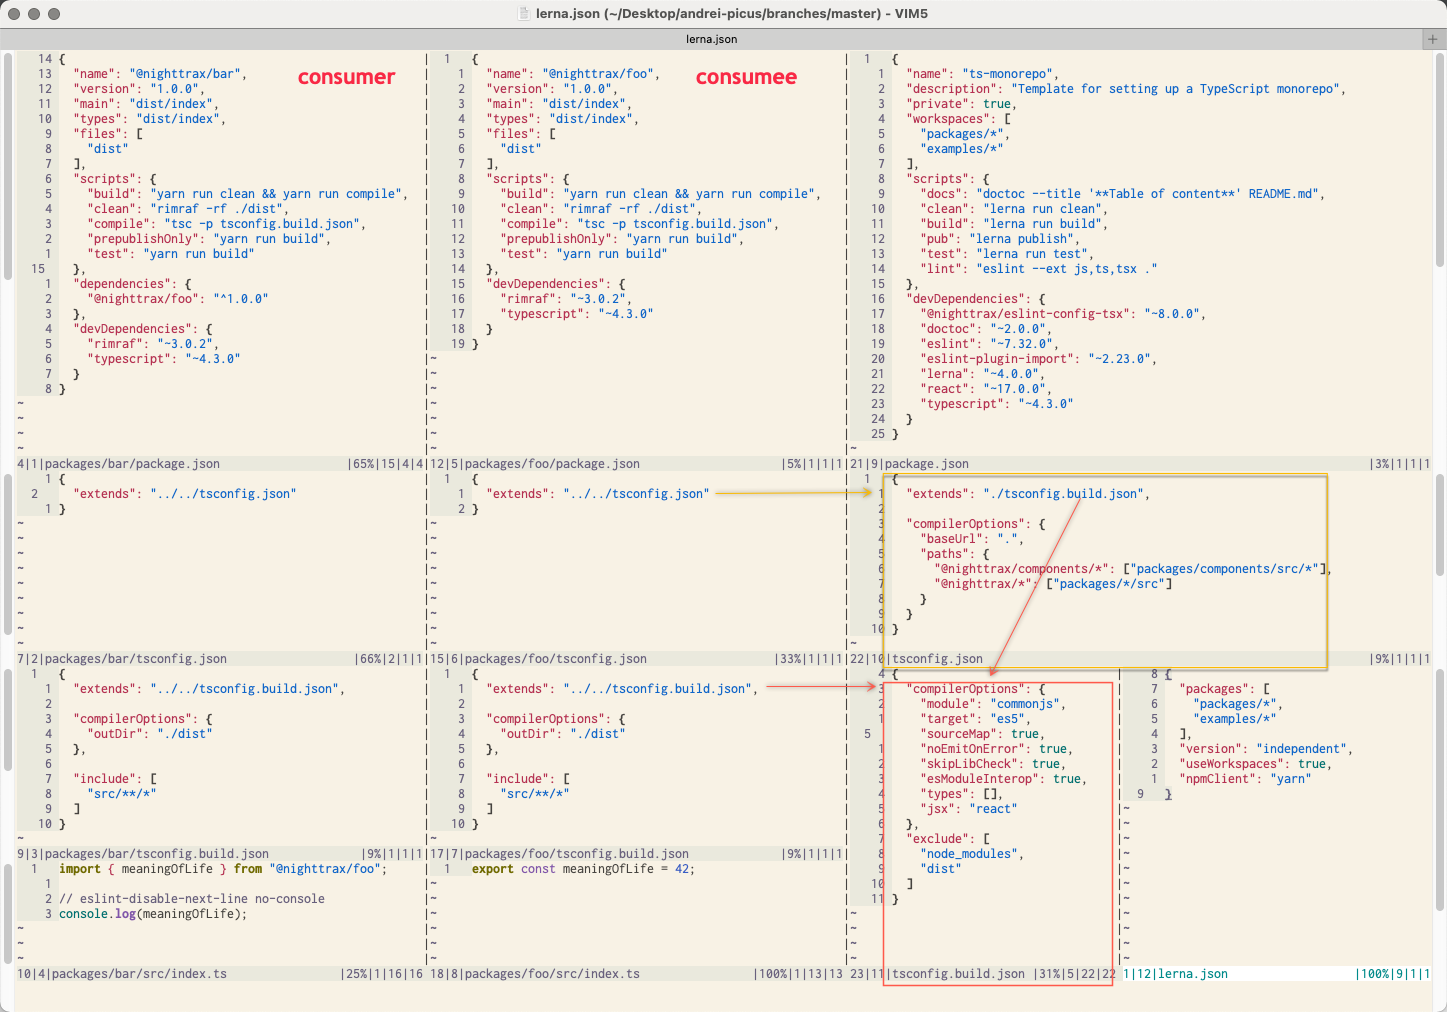 lerna.json (~/Desktop/andrei-picus/branches/master) - VIM5
lerna.json
+
consumer
14 {
13 "name": "@nighttrax/bar",
12 "version": "1.0.0",
11 "main": "dist/index",
10 "types": "dist/index",
9 "files": [
8 "dist"
7 ],
6 "scripts": {
5 "build": "yarn run clean && yarn run compile",
4 "clean": "rimraf -rf ./dist",
3 "compile": "tsc -p tsconfig.build.json",
2 "prepublishOnly": "yarn run build",
1 "test": "yarn run build"
15 },
1 "dependencies": {
2 "@nighttrax/foo": "^1.0.0"
3 },
4 "devDependencies": {
5 "rimraf": "~3.0.2",
6 "typescript": "~4.3.0"
7 }
8 }
~
~
~
~
4|1|packages/bar/package.json |65%|15|4|4
consumee
1 {
1 "name": "@nighttrax/foo",
2 "version": "1.0.0",
3 "main": "dist/index",
4 "types": "dist/index",
5 "files": [
6 "dist"
7 ],
8 "scripts": {
9 "build": "yarn run clean && yarn run compile",
10 "clean": "rimraf -rf ./dist",
11 "compile": "tsc -p tsconfig.build.json",
12 "prepublishOnly": "yarn run build",
13 "test": "yarn run build"
14 },
15 "devDependencies": {
16 "rimraf": "~3.0.2",
17 "typescript": "~4.3.0"
18 }
19 }
~
~
~
~
~
~
~
12|5|packages/foo/package.json |5%|1|1|1
1 {
1 "name": "ts-monorepo",
2 "description": "Template for setting up a TypeScript monorepo",
3 "private": true,
4 "workspaces": [
5 "packages/*",
6 "examples/*"
7 ],
8 "scripts": {
9 "docs": "doctoc --title '**Table of content**' README.md",
10 "clean": "lerna run clean",
11 "build": "lerna run build",
12 "pub": "lerna publish",
13 "test": "lerna run test",
14 "lint": "eslint --ext js,ts,tsx ."
15 },
16 "devDependencies": {
17 "@nighttrax/eslint-config-tsx": "~8.0.0",
18 "doctoc": "~2.0.0",
19 "eslint": "~7.32.0",
20 "eslint-plugin-import": "~2.23.0",
21 "lerna": "~4.0.0",
22 "react": "~17.0.0",
23 "typescript": "~4.3.0"
24 }
25 }
~
21|9|package.json |3%|1|1|1
1 {
2 "extends": "../../tsconfig.json"
1 }
~
~
~
~
~
~
~
~
~
7|2|packages/bar/tsconfig.json |66%|2|1|1
1 {
1 "extends": "../../tsconfig.json"
2 }
~
~
~
~
~
~
~
~
~
15|6|packages/foo/tsconfig.json |33%|1|1|1
1 {
1 "extends": "./tsconfig.build.json",
2
3 "compilerOptions": {
4 "baseUrl": ".",
5 "paths": {
6 "@nighttrax/components/*": ["packages/components/src/*"],
7 "@nighttrax/*": ["packages/*/src"]
8 }
9 }
10 }
~
22|10|tsconfig.json |9%|1|1|1
1 {
1 "extends": "../../tsconfig.build.json",
2
3 "compilerOptions": {
4 "outDir": "./dist"
5 },
6
7 "include": [
8 "src/**/*"
9 ]
10 }
~
9|3|packages/bar/tsconfig.build.json |9%|1|1|1
1 {
1 "extends": "../../tsconfig.build.json",
2
3 "compilerOptions": {
4 "outDir": "./dist"
5 },
6
7 "include": [
8 "src/**/*"
9 ]
10 }
~
17|7|packages/foo/tsconfig.build.json |9%|1|1|1
1 import { meaningOfLife } from "@nighttrax/foo";
1
2 // eslint-disable-next-line no-console
3 console.log(meaningOfLife);
~
~
~
10|4|packages/bar/src/index.ts |25%|1|16|16
1 export const meaningOfLife = 42;
~
~
~
~
~
~
18|8|packages/foo/src/index.ts |100%|1|13|13
4 {
3 "compilerOptions": {
2 "module": "commonjs",
1 "target": "es5",
5 "sourceMap": true,
1 "noEmitOnError": true,
2 "skipLibCheck": true,
3 "esModuleInterop": true,
4 "types": [],
5 "jsx": "react"
6 },
7 "exclude": [
8 "node_modules",
9 "dist"
10 ]
11 }
~
~
~
~
23|11|tsconfig.build.json |31%|5|22|22
8 {
7 "packages": [
6 "packages/*",
5 "examples/*"
4 ],
3 "version": "independent",
2 "useWorkspaces": true,
1 "npmClient": "yarn"
9 }
~
~
~
~
~
~
~
~
~
~
~
1|12|lerna.json |100%|9|1|1